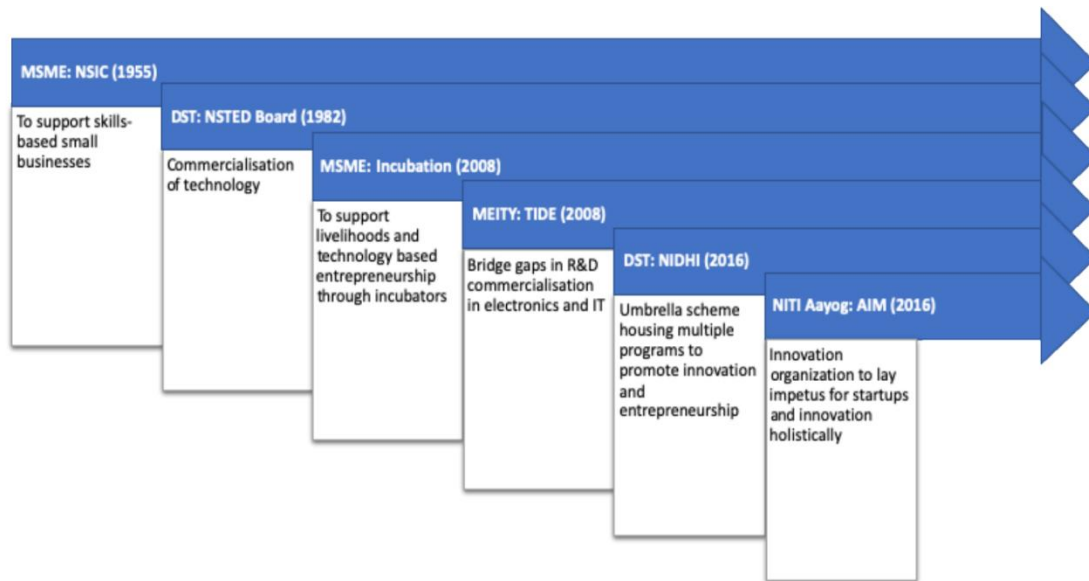 MSME: NSIC (1955)
To support skills-
based small
businesses
DST: NSTED Board (1982)
Commercialisation
of technology
MSME: Incubation (2008)
To support
livelihoods and
technology based
entrepreneurship
through incubators
MEITY: TIDE (2008)
Bridge gaps in R&D
commercialisation
in electronics and IT
DST: NIDHI (2016)
Umbrella scheme
housing multiple
programs to
promote innovation
and
entrepreneurship
NITI Aayog: AIM (2016)
Innovation
organization to lay
impetus for startups
and innovation
holistically